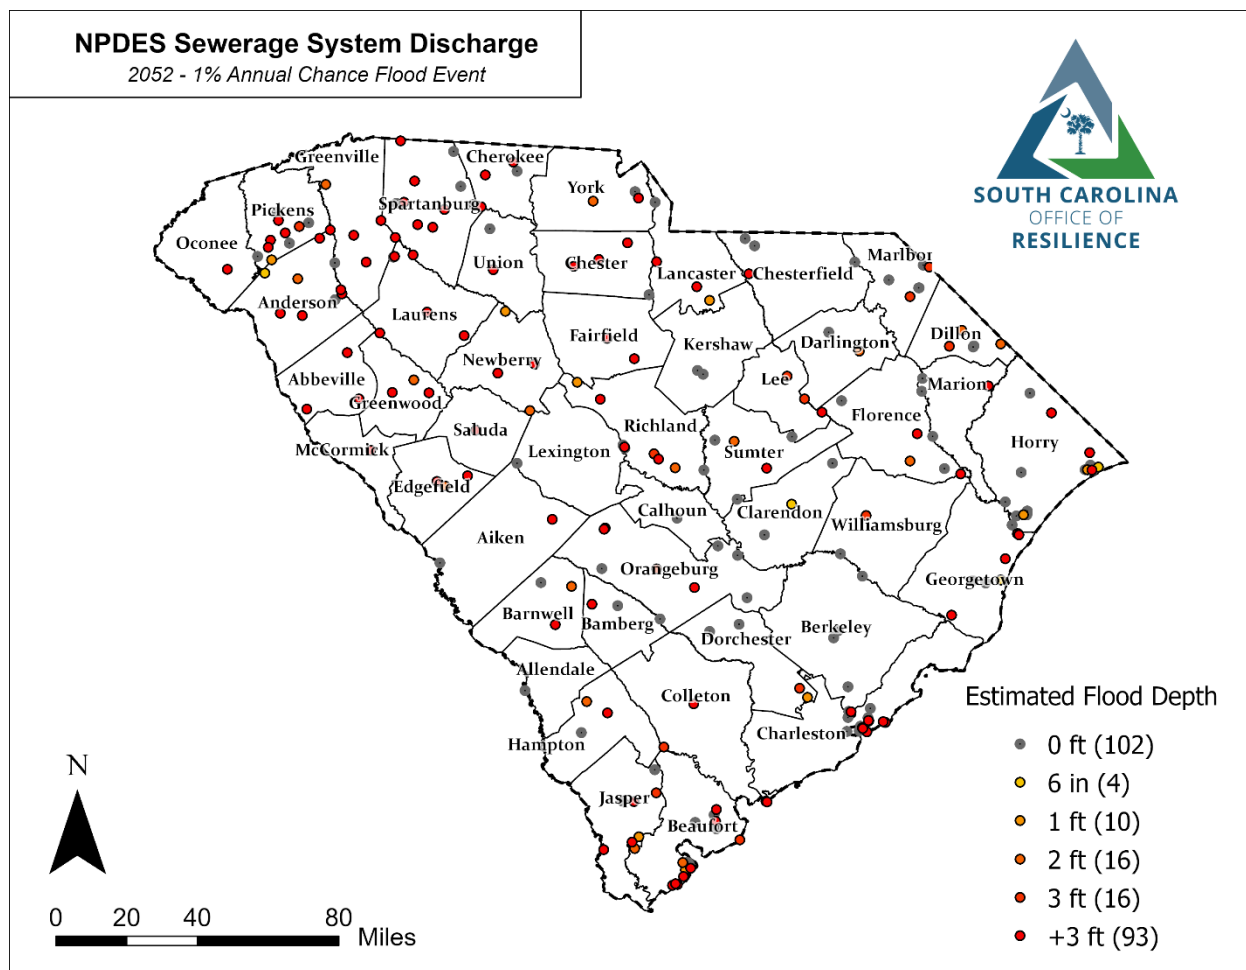 NPDES Sewerage System Discharge
2052 - 1% Annual Chance Flood Event
SOUTH CAROLINA
OFFICE OF
RESILIENCE
Greenville
Cherokee
York
Pickens
Spartanburg
Oconee
Union
Chester
Lancaster
Chesterfield
Marlbor
Anderson
Laurens
Fairfield
Kershaw
Darlington
Dillon
Newberry
Abbeville
Greenwood
Lee
Marion
Florence
Horry
Saluda
Richland
McCormick
Lexington
Sumter
Edgefield
Calhoun
Clarendon
Williamsburg
Aiken
Orangeburg
Georgetown
Barnwell
Bamberg
Dorchester
Berkeley
Allendale
Colleton
Hampton
Charleston
Jasper
Beaufort
Estimated Flood Depth
0 ft (102)
6 in (4)
1 ft (10)
2 ft (16)
3 ft (16)
+3 ft (93)
N
0 20 40 80
Miles